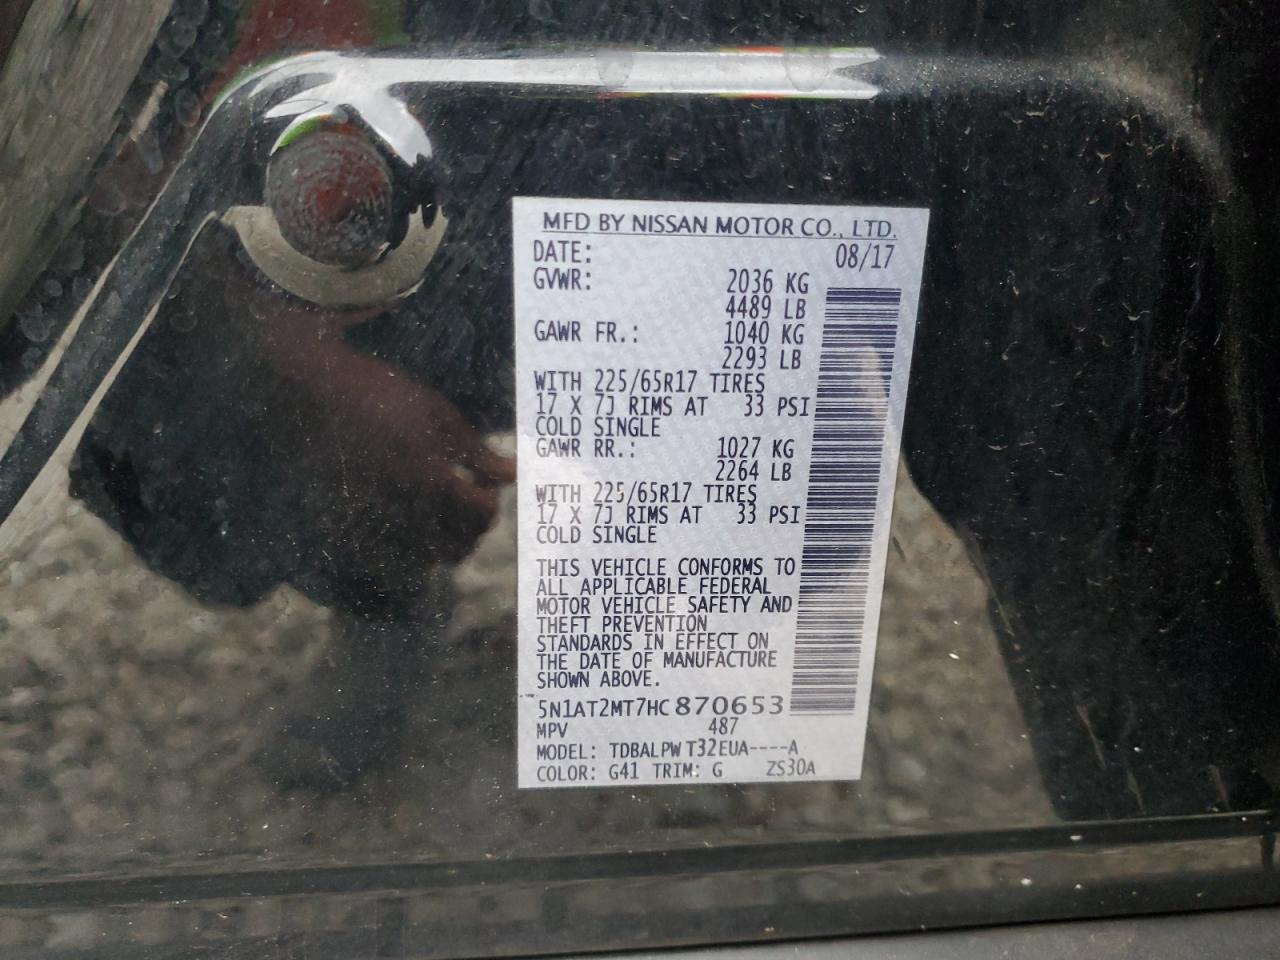 MFD BY NISSAN MOTOR CO., LTD.
DATE: 08/17
GVWR: 2036 KG
4489 LB
GAWR FR.: 1040 KG
2293 LB
WITH 225/65R17 TIRES
17 X 7J RIMS AT 33 PSI
COLD SINGLE
GAWR RR.: 1027 KG
2264 LB
WITH 225/65R17 TIRES
17 X 7J RIMS AT 33 PSI
COLD SINGLE
THIS VEHICLE CONFORMS TO
ALL APPLICABLE FEDERAL
MOTOR VEHICLE SAFETY AND
THEFT PREVENTION
STANDARDS IN EFFECT ON
THE DATE OF MANUFACTURE
SHOWN ABOVE.
5N1AT2MT7HC870653
MPV 487
MODEL: TDBALPW T32EUA----A
COLOR: G41 TRIM: G ZS30A